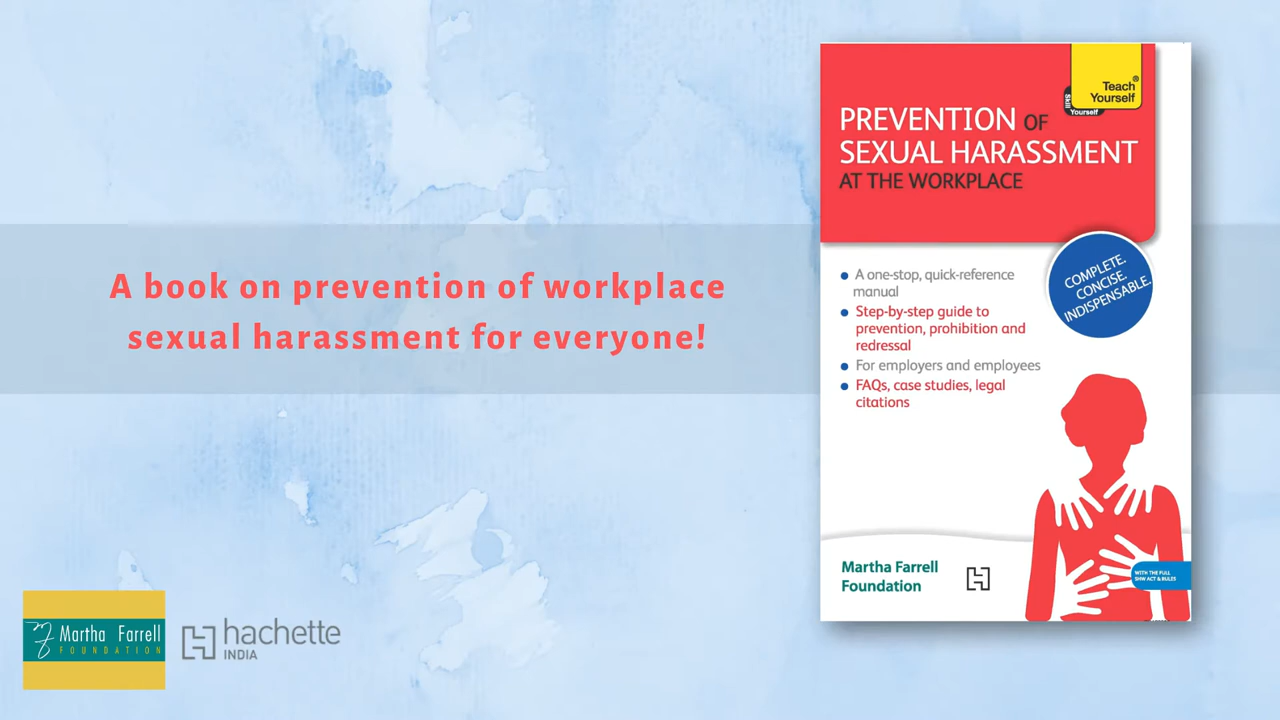 A book on prevention of workplace
sexual harassment for everyone!
Martha Farrell
FOUNDATION
hachette
INDIA
Teach
Yourself®
Skill
Yourself
PREVENTION OF
SEXUAL HARASSMENT
AT THE WORKPLACE
COMPLETE.
CONCISE.
INDISPENSABLE.
• A one-stop, quick-reference
manual
• Step-by-step guide to
prevention, prohibition and
redressal
• For employers and employees
• FAQs, case studies, legal
citations
Martha Farrell
Foundation
WITH THE FULL
SHW ACT & RULES